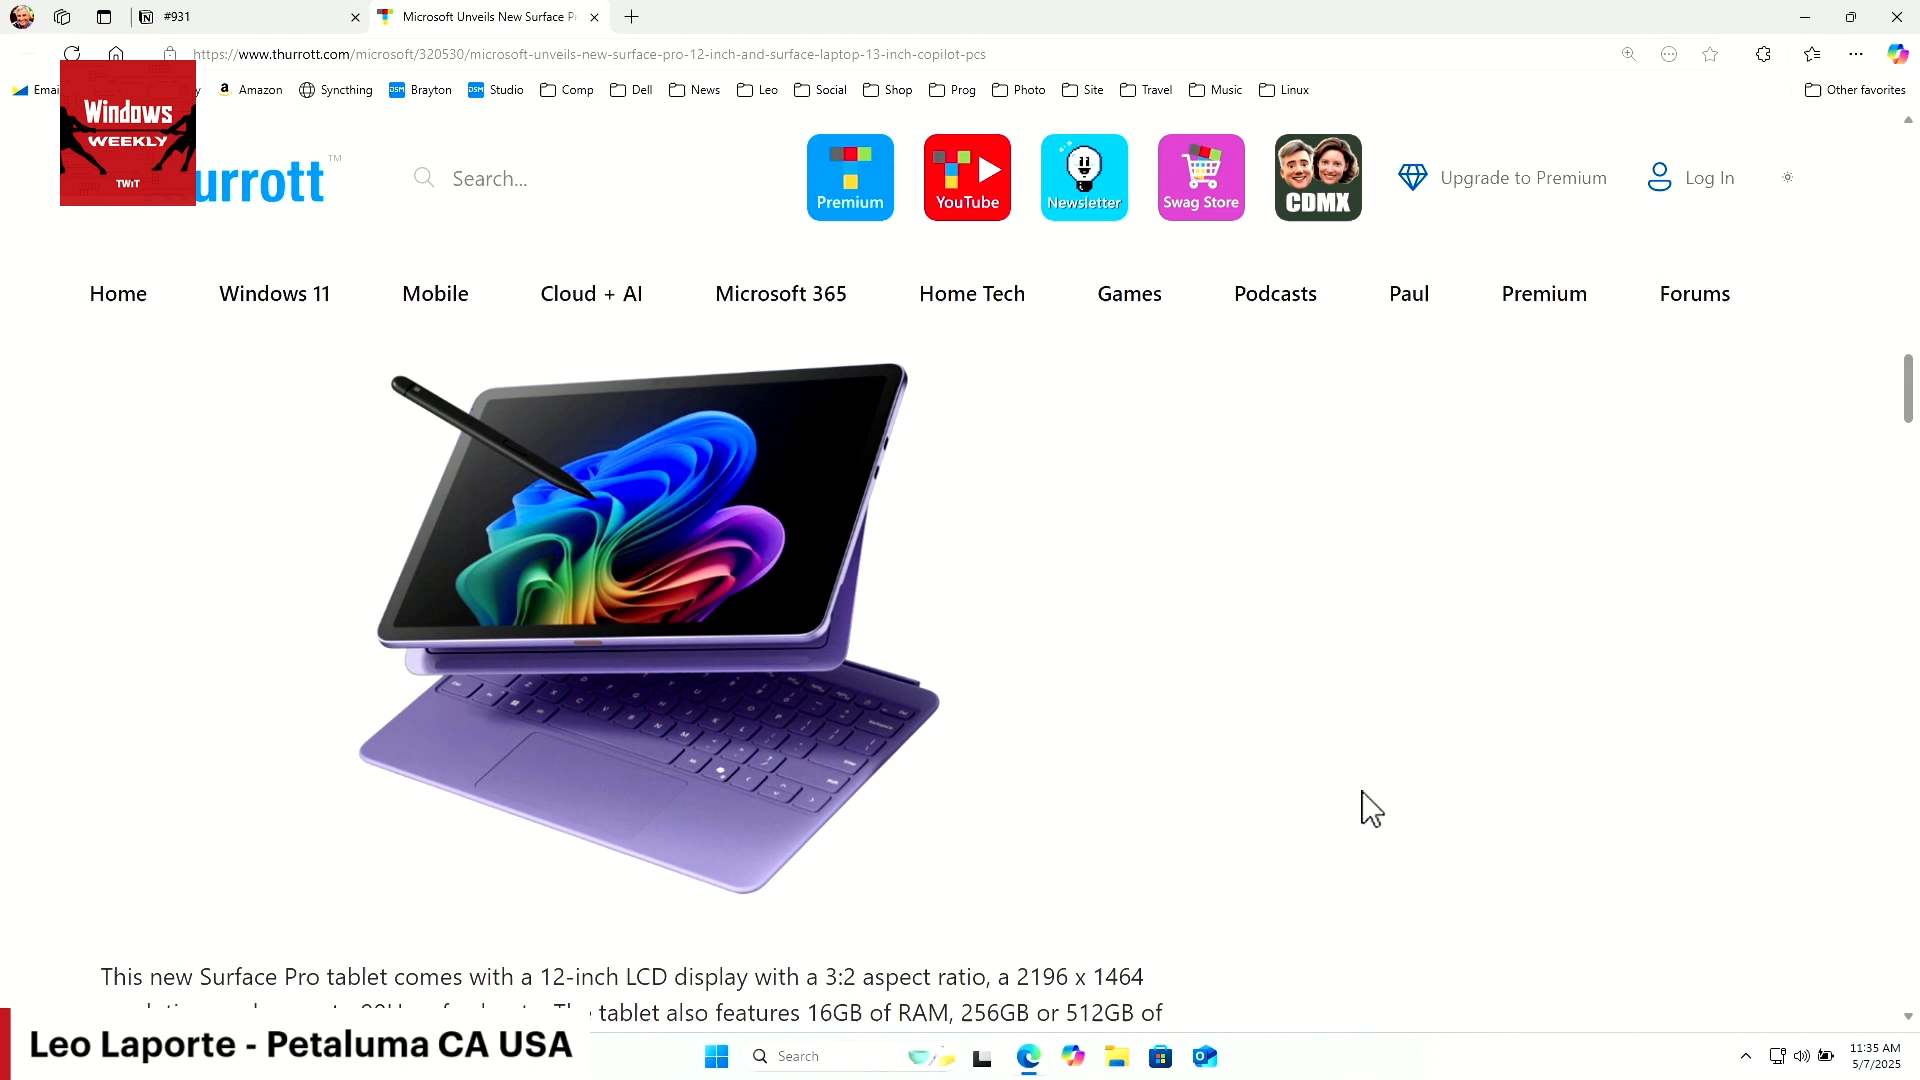 #931
Microsoft Unveils New Surface Pr
https://www.thurrott.com/microsoft/320530/microsoft-unveils-new-surface-pro-12-inch-and-surface-laptop-13-inch-copilot-pcs
Emai
Amazon
Syncthing
DSM
Brayton
DSM
Studio
Comp
Dell
News
Leo
Social
Shop
Prog
Photo
Site
Travel
Music
Linux
Other favorites
Windows
WEEKLY
TWiT
urrott
TM
Search...
Premium
YouTube
Newsletter
Swag Store
CDMX
Upgrade to Premium
Log In
Home
Windows 11
Mobile
Cloud + AI
Microsoft 365
Home Tech
Games
Podcasts
Paul
Premium
Forums
This new Surface Pro tablet comes with a 12-inch LCD display with a 3:2 aspect ratio, a 2196 x 1464
tablet also features 16GB of RAM, 256GB or 512GB of
Leo Laporte - Petaluma CA USA
Search
11:35 AM
5/7/2025